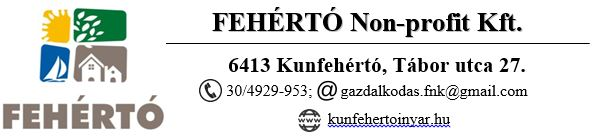 FEHÉRTÓ Non-profit Kft.
6413 Kunfehértó, Tábor utca 27.
30/4929-953; @ gazdalkodas.fnk@gmail.com
kunfehertoinyar.hu
FEHÉRTÓ